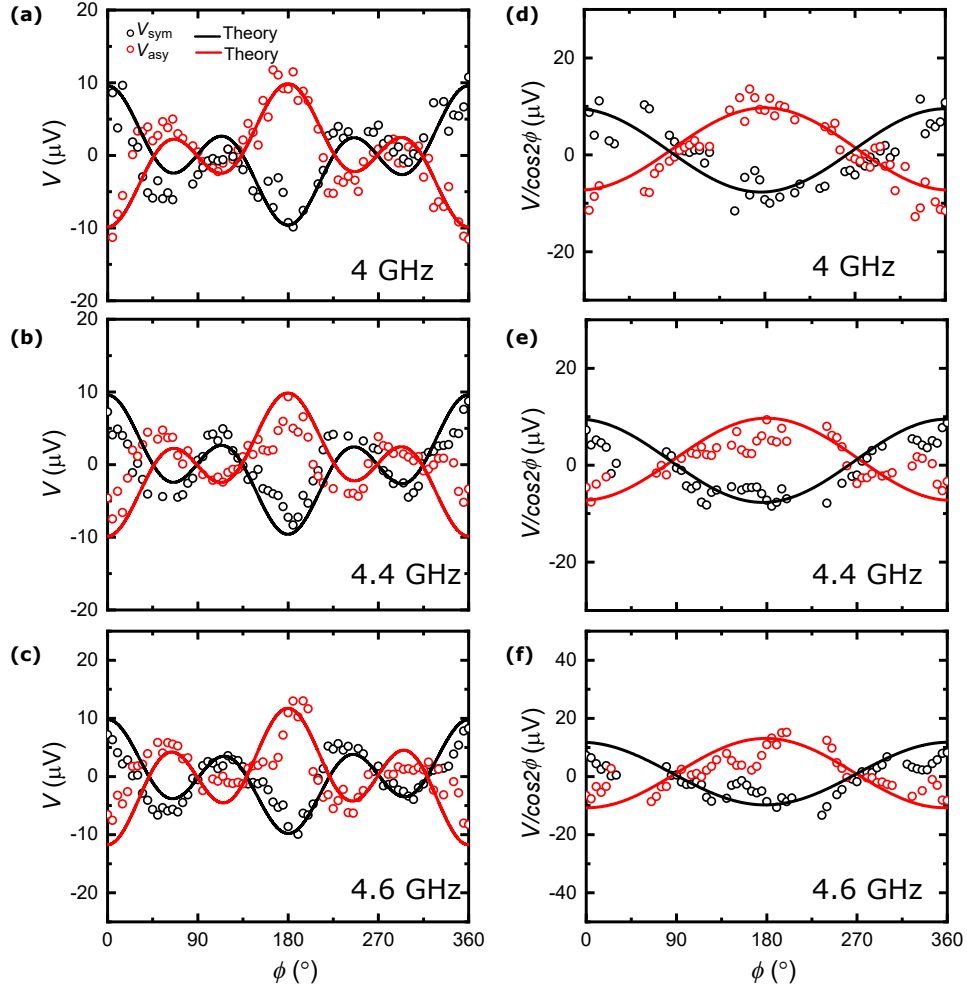 (a)
V_sym Theory
V_asy Theory
20
10
0
-10
-20
V (µV)
4 GHz
(d)
20
0
-20
V/cos2ϕ (µV)
4 GHz
(b)
20
10
0
-10
-20
V (µV)
4.4 GHz
(e)
20
0
-20
V/cos2ϕ (µV)
4.4 GHz
(c)
20
10
0
-10
-20
V (µV)
4.6 GHz
0 90 180 270 360
ϕ (°)
(f)
40
20
0
-20
-40
V/cos2ϕ (µV)
4.6 GHz
0 90 180 270 360
ϕ (°)